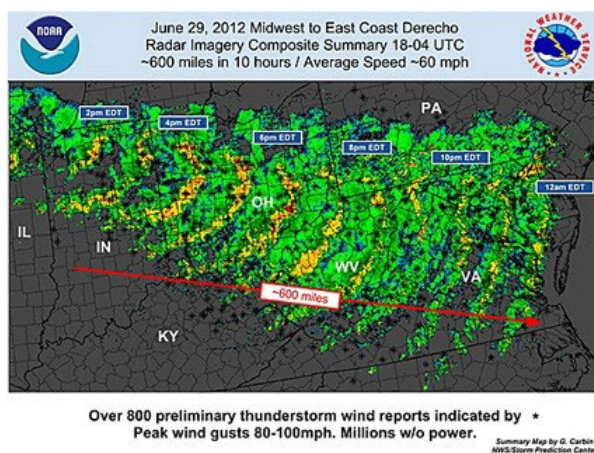 NOAA
June 29, 2012 Midwest to East Coast Derecho
Radar Imagery Composite Summary 18-04 UTC
~600 miles in 10 hours / Average Speed ~60 mph
NATIONAL WEATHER SERVICE
2pm EDT
4pm EDT
6pm EDT
8pm EDT
10pm EDT
12am EDT
PA
OH
IL
IN
WV
VA
~600 miles
KY
Over 800 preliminary thunderstorm wind reports indicated by *
Peak wind gusts 80-100mph. Millions w/o power.
Summary Map by G. Carbin
NWS/Storm Prediction Center